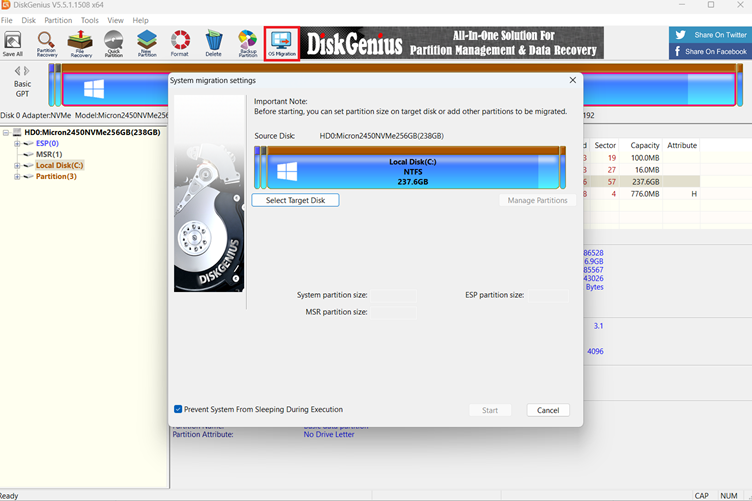 DiskGenius V5.5.1.1508 x64
File Disk Partition Tools View Help
Save All
Partition Recovery
File Recovery
Quick Partition
New Partition
Format
Delete
Backup Partition
OS Migration
DiskGenius
All-In-One Solution For
Partition Management & Data Recovery
Share On Twitter
Share On Facebook
Basic
GPT
Disk 0 Adapter:NVMe Model:Micron2450NVMe256G
192
HD0:Micron2450NVMe256GB(238GB)
ESP(0)
MSR(1)
Local Disk(C:)
Partition(3)
System migration settings
Important Note:
Before starting, you can set partition size on target disk or add other partitions to be migrated.
Source Disk: HD0:Micron2450NVMe256GB(238GB)
Local Disk(C:)
NTFS
237.6GB
Select Target Disk
Manage Partitions
DISKGENIUS
System partition size:
ESP partition size:
MSR partition size:
Prevent System From Sleeping During Execution
Start
Cancel
d Sector Capacity Attribute
3 19 100.0MB
3 27 16.0MB
6 57 237.6GB
8 4 776.0MB H
86528
6.9GB
85567
43026
Bytes
3.1
4096
Partition Attribute: No Drive Letter
Ready
CAP NUM